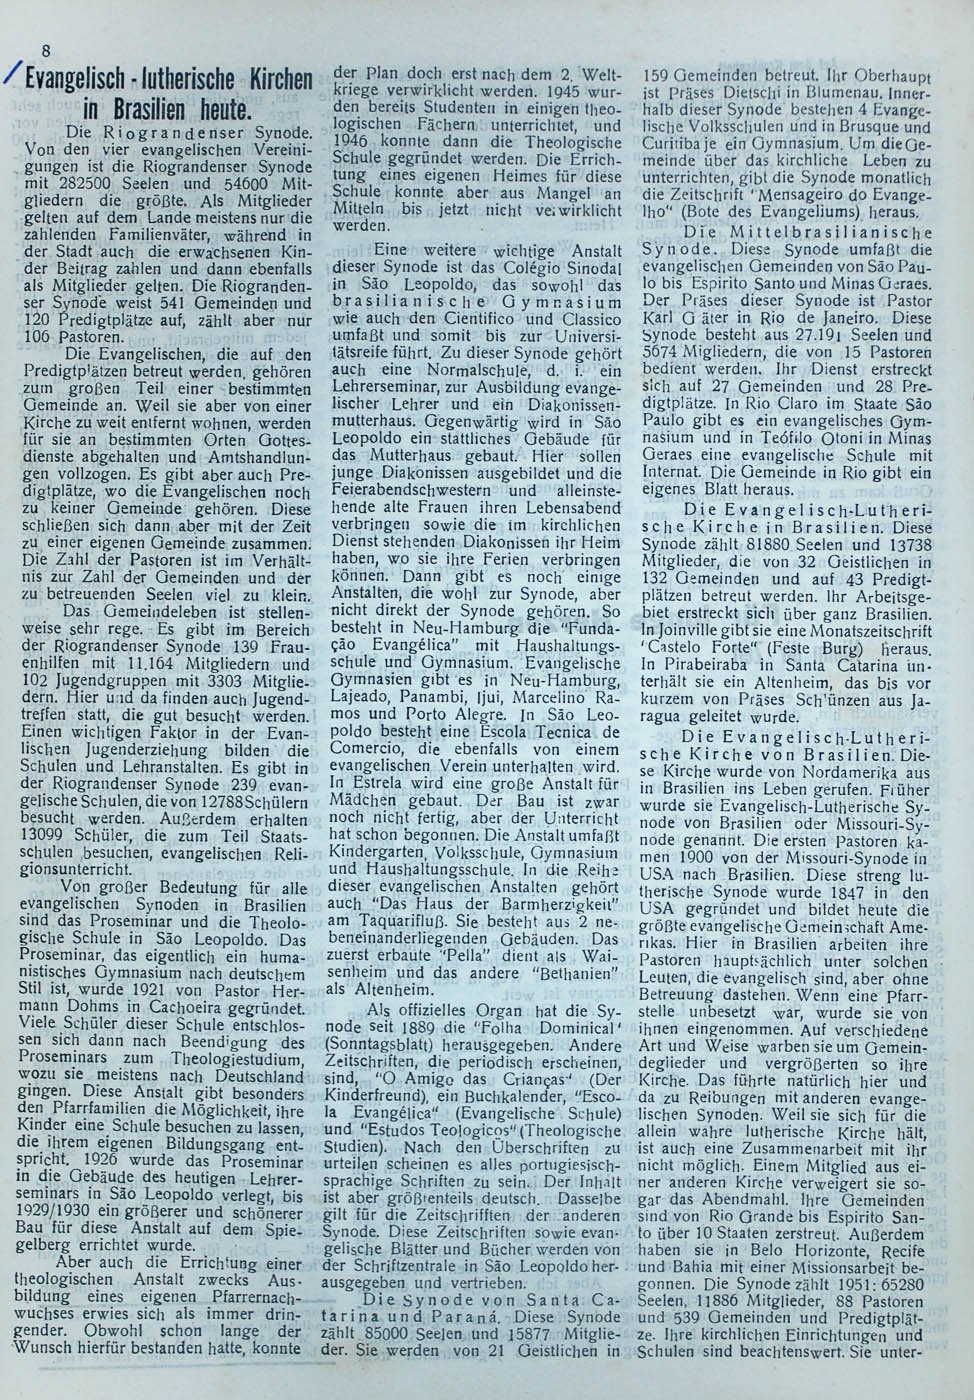 8
Evangelisch - lutherische Kirchen
in Brasilien heute.
Die Riograndenser Synode.
Von den vier evangelischen Vereini-
gungen ist die Riograndenser Synode
mit 282500 Seelen und 54600 Mit-
gliedern die größte. Als Mitglieder
gelten auf dem Lande meistens nur die
zahlenden Familienväter, während in
der Stadt auch die erwachsenen Kin-
der Beitrag zahlen und dann ebenfalls
als Mitglieder gelten. Die Riogranden-
ser Synode weist 541 Gemeinden und
120 Predigtplätze auf, zählt aber nur
106 Pastoren.
Die Evangelischen, die auf den
Predigtplätzen betreut werden, gehören
zum großen Teil einer bestimmten
Gemeinde an. Weil sie aber von einer
Kirche zu weit entfernt wohnen, werden
für sie an bestimmten Orten Gottes-
dienste abgehalten und Amtshandlun-
gen vollzogen. Es gibt aber auch Pre-
digtplätze, wo die Evangelischen noch
zu keiner Gemeinde gehören. Diese
schließen sich dann aber mit der Zeit
zu einer eigenen Gemeinde zusammen.
Die Zahl der Pastoren ist im Verhält-
nis zur Zahl der Gemeinden und der
zu betreuenden Seelen viel zu klein.
Das Gemeindeleben ist stellen-
weise sehr rege. Es gibt im Bereich
der Riograndenser Synode 139 Frau-
enhilfen mit 11.164 Mitgliedern und
102 Jugendgruppen mit 3303 Mitglie-
dern. Hier und da finden auch Jugend-
treffen statt, die gut besucht werden.
Einen wichtigen Faktor in der Evan-
lischen Jugenderziehung bilden die
Schulen und Lehranstalten. Es gibt in
der Riograndenser Synode 239 evan-
gelische Schulen, die von 12788 Schülern
besucht werden. Außerdem erhalten
13099 Schüler, die zum Teil Staats-
schulen besuchen, evangelischen Reli-
gionsunterricht.
Von großer Bedeutung für alle
evangelischen Synoden in Brasilien
sind das Proseminar und die Theolo-
gische Schule in São Leopoldo. Das
Proseminar, das eigentlich ein huma-
nistisches Gymnasium nach deutschem
Stil ist, wurde 1921 von Pastor Her-
mann Dohms in Cachoeira gegründet.
Viele Schüler dieser Schule entschlos-
sen sich dann nach Beendigung des
Proseminars zum Theologiestudium,
wozu sie meistens nach Deutschland
gingen. Diese Anstalt gibt besonders
den Pfarrfamilien die Möglichkeit, ihre
Kinder eine Schule besuchen zu lassen,
die ihrem eigenen Bildungsgang ent-
spricht. 1926 wurde das Proseminar
in die Gebäude des heutigen Lehrer-
seminars in São Leopoldo verlegt, bis
1929/1930 ein größerer und schönerer
Bau für diese Anstalt auf dem Spie-
gelberg errichtet wurde.
Aber auch die Errichtung einer
theologischen Anstalt zwecks Aus-
bildung eines eigenen Pfarrernach-
wuchses erwies sich als immer drin-
gender. Obwohl schon lange der
Wunsch hierfür bestanden hatte, konnte
der Plan doch erst nach dem 2. Welt-
kriege verwirklicht werden. 1945 wur-
den bereits Studenten in einigen theo-
logischen Fächern unterrichtet, und
1946 konnte dann die Theologische
Schule gegründet werden. Die Errich-
tung eines eigenen Heimes für diese
Schule konnte aber aus Mangel an
Mitteln bis jetzt nicht verwirklicht
werden.
Eine weitere wichtige Anstalt
dieser Synode ist das Colégio Sinodal
in São Leopoldo, das sowohl das
brasilianische Gymnasium
wie auch den Cientifico und Classico
umfaßt und somit bis zur Universi-
tätsreife führt. Zu dieser Synode gehört
auch eine Normalschule, d. i. ein
Lehrerseminar, zur Ausbildung evange-
lischer Lehrer und ein Diakonissen-
mutterhaus. Gegenwärtig wird in São
Leopoldo ein stattliches Gebäude für
das Mutterhaus gebaut. Hier sollen
junge Diakonissen ausgebildet und die
Feierabendschwestern und alleinste-
hende alte Frauen ihren Lebensabend
verbringen sowie die im kirchlichen
Dienst stehenden Diakonissen ihr Heim
haben, wo sie ihre Ferien verbringen
können. Dann gibt es noch einige
Anstalten, die wohl zur Synode, aber
nicht direkt der Synode gehören. So
besteht in Neu-Hamburg die "Funda-
ção Evangélica" mit Haushaltungs-
schule und Gymnasium. Evangelische
Gymnasien gibt es in Neu-Hamburg,
Lajeado, Panambi, Ijui, Marcelino Ra-
mos und Porto Alegre. In São Leo-
poldo besteht eine Escola Tecnica de
Comercio, die ebenfalls von einem
evangelischen Verein unterhalten wird.
In Estrela wird eine große Anstalt für
Mädchen gebaut. Der Bau ist zwar
noch nicht fertig, aber der Unterricht
hat schon begonnen. Die Anstalt umfaßt
Kindergarten, Volksschule, Gymnasium
und Haushaltungsschule. In die Reihe
dieser evangelischen Anstalten gehört
auch "Das Haus der Barmherzigkeit"
am Taquarifluß. Sie besteht aus 2 ne-
beneinanderliegenden Gebäuden. Das
zuerst erbaute "Pella" dient als Wai-
senheim und das andere "Bethanien"
als Altenheim.
Als offizielles Organ hat die Sy-
node seit 1889 die "Folha Dominical"
(Sonntagsblatt) herausgegeben. Andere
Zeitschriften, die periodisch erscheinen,
sind, "O Amigo das Crianças" (Der
Kinderfreund), ein Buchkalender, "Esco-
la Evangélica" (Evangelische Schule)
und "Estudos Teologicos" (Theologische
Studien). Nach den Überschriften zu
urteilen scheinen es alles portugiesisch-
sprachige Schriften zu sein. Der Inhalt
ist aber größtenteils deutsch. Dasselbe
gilt für die Zeitschrifften der anderen
Synode. Diese Zeitschriften sowie evan-
gelische Blätter und Bücher werden von
der Schriftzentrale in São Leopoldo her-
ausgegeben und vertrieben.
Die Synode von Santa Ca-
tarina und Paraná. Diese Synode
zählt 85000 Seelen und 15877 Mitglie-
der. Sie werden von 21 Geistlichen in
159 Gemeinden betreut. Ihr Oberhaupt
ist Präses Dietschi in Blumenau. Inner-
halb dieser Synode bestehen 4 Evange-
lische Volksschulen und in Brusque und
Curitiba je ein Gymnasium. Um die Ge-
meinde über das kirchliche Leben zu
unterrichten, gibt die Synode monatlich
die Zeitschrift "Mensageiro do Evange-
lho" (Bote des Evangeliums) heraus.
Die Mittelbrasilianische
Synode. Diese Synode umfaßt die
evangelischen Gemeinden von São Pau-
lo bis Espirito Santo und Minas Geraes.
Der Präses dieser Synode ist Pastor
Karl G äter in Rio de Janeiro. Diese
Synode besteht aus 27.191 Seelen und
5674 Migliedern, die von 15 Pastoren
bedient werden. Ihr Dienst erstreckt
sich auf 27 Gemeinden und 28 Pre-
digtplätze. In Rio Claro im Staate São
Paulo gibt es ein evangelisches Gym-
nasium und in Teófilo Otoni in Minas
Geraes eine evangelische Schule mit
Internat. Die Gemeinde in Rio gibt ein
eigenes Blatt heraus.
Die Evangelisch-Lutheri-
sche Kirche in Brasilien. Diese
Synode zählt 81880 Seelen und 13738
Mitglieder, die von 32 Geistlichen in
132 Gemeinden und auf 43 Predigt-
plätzen betreut werden. Ihr Arbeitsge-
biet erstreckt sich über ganz Brasilien.
In Joinville gibt sie eine Monatszeitschrift
"Castelo Forte" (Feste Burg) heraus.
In Pirabeiraba in Santa Catarina un-
terhält sie ein Altenheim, das bis vor
kurzem von Präses Sch'ünzen aus Ja-
ragua geleitet wurde.
Die Evangelisch-Lutheri-
sche Kirche von Brasilien. Die-
se Kirche wurde von Nordamerika aus
in Brasilien ins Leben gerufen. Früher
wurde sie Evangelisch-Lutherische Sy-
node von Brasilien oder Missouri-Sy-
node genannt. Die ersten Pastoren ka-
men 1900 von der Missouri-Synode in
USA nach Brasilien. Diese streng lu-
therische Synode wurde 1847 in den
USA gegründet und bildet heute die
größte evangelische Gemeinschaft Ame-
rikas. Hier in Brasilien arbeiten ihre
Pastoren hauptsächlich unter solchen
Leuten, die evangelisch sind, aber ohne
Betreuung dastehen. Wenn eine Pfarr-
stelle unbesetzt war, wurde sie von
ihnen eingenommen. Auf verschiedene
Art und Weise warben sie um Gemein-
deglieder und vergrößerten so ihre
Kirche. Das führte natürlich hier und
da zu Reibungen mit anderen evange-
lischen Synoden. Weil sie sich für die
allein wahre lutherische Kirche hält,
ist auch eine Zusammenarbeit mit ihr
nicht möglich. Einem Mitglied aus ei-
ner anderen Kirche verweigert sie so-
gar das Abendmahl. Ihre Gemeinden
sind von Rio Grande bis Espirito San-
to über 10 Staaten zerstreut. Außerdem
haben sie in Belo Horizonte, Recife
und Bahia mit einer Missionsarbeit be-
gonnen. Die Synode zählt 1951: 65280
Seelen, 11886 Mitglieder, 88 Pastoren
und 539 Gemeinden und Predigtplät-
ze. Ihre kirchlichen Einrichtungen und
Schulen sind beachtenswert. Sie unter-